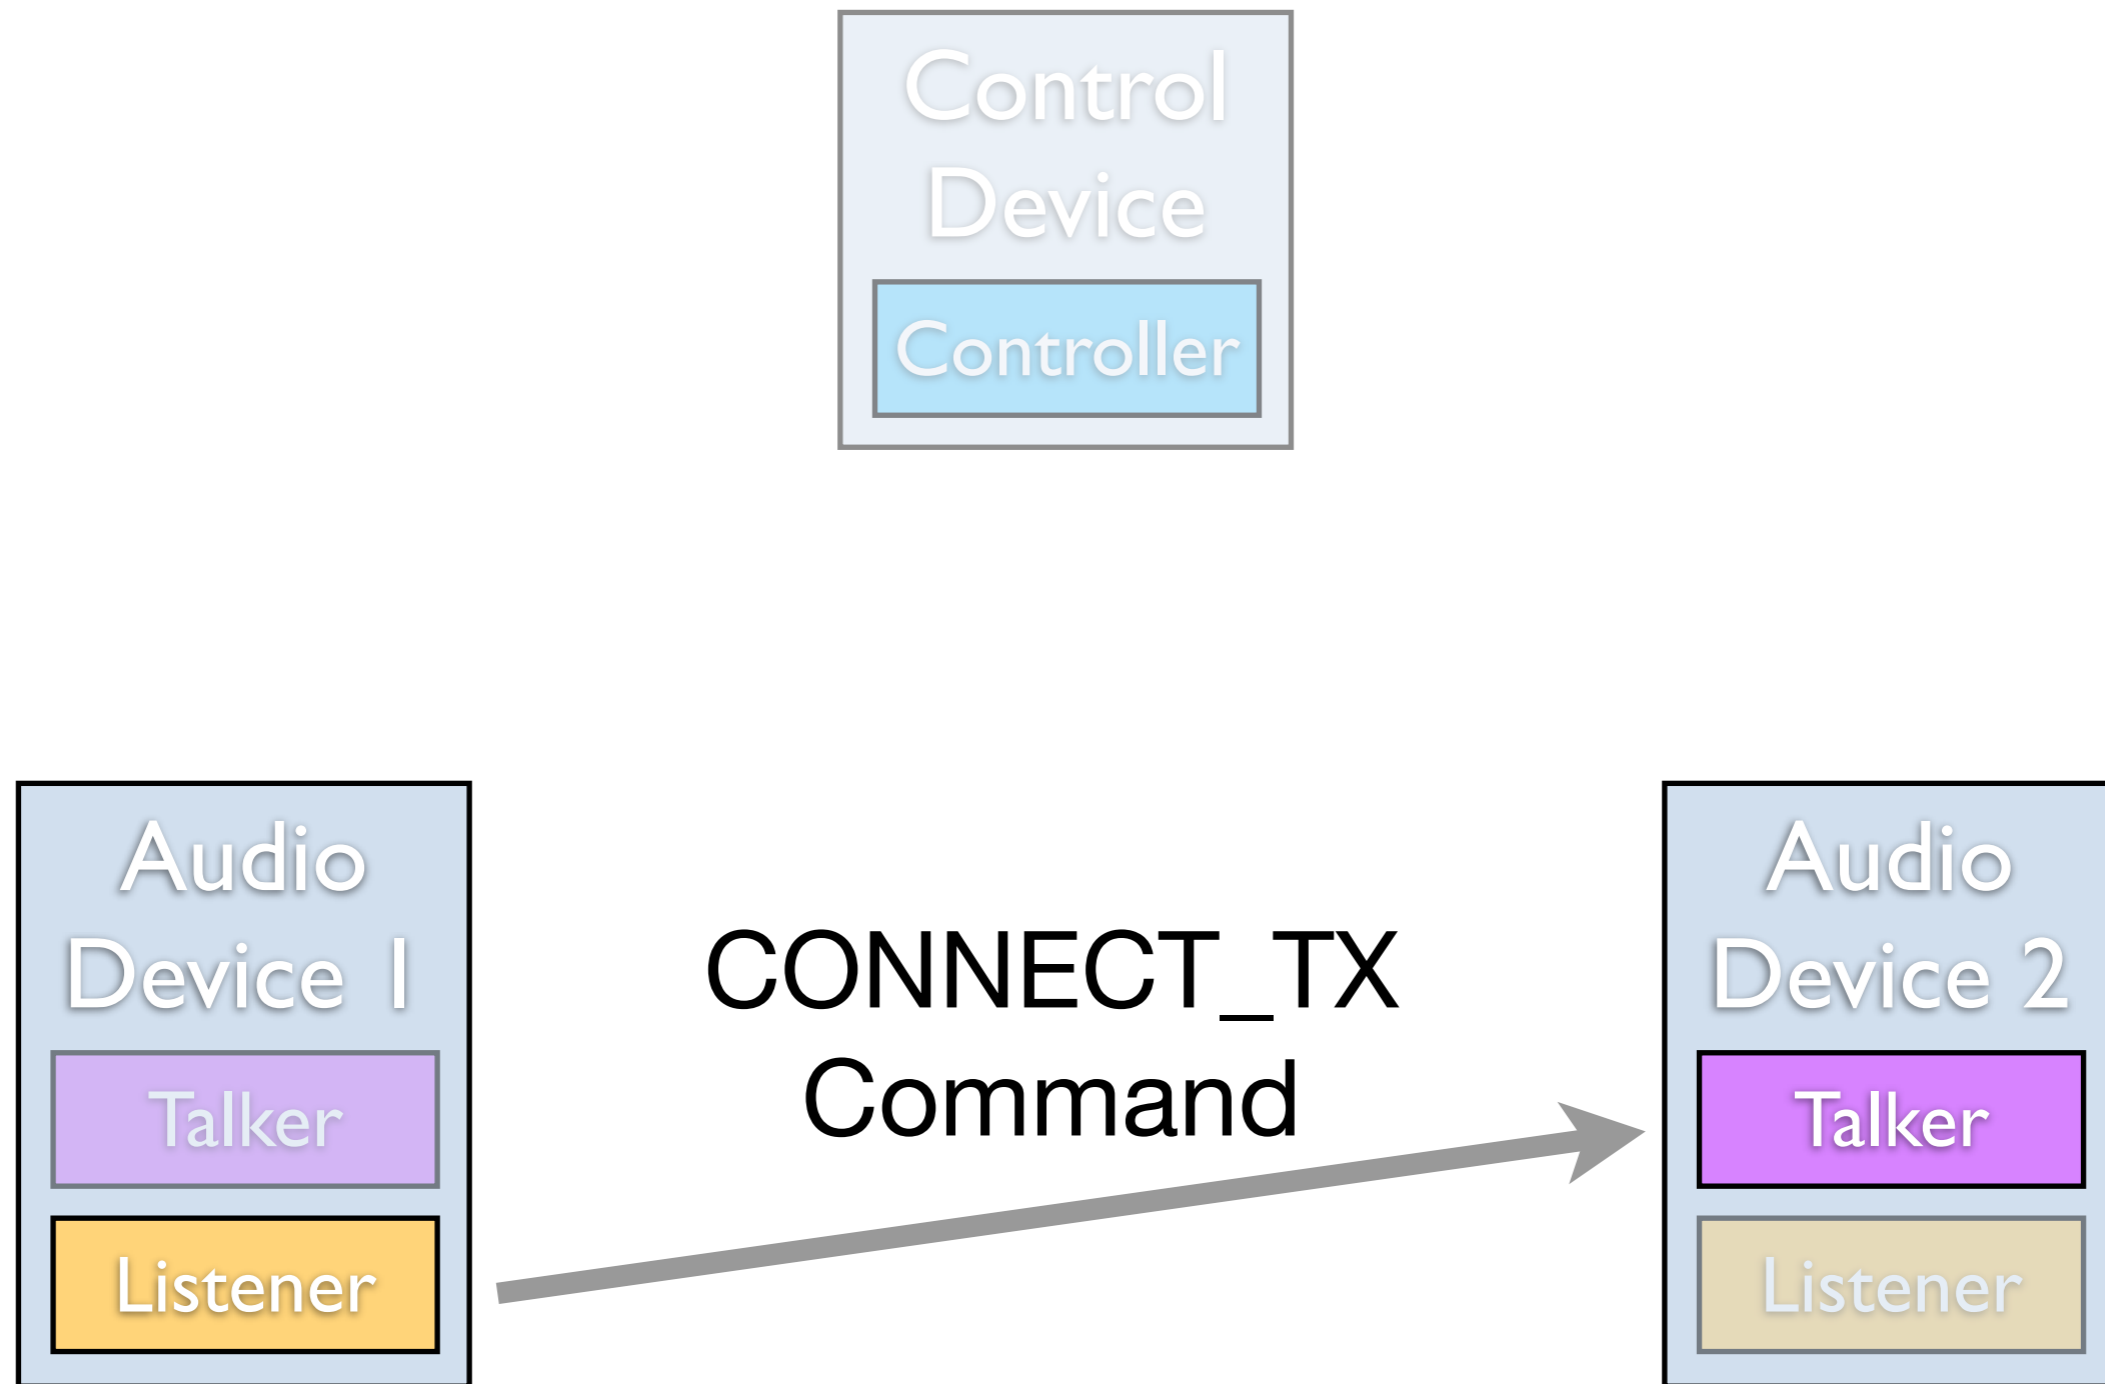 Control
Device
Controller
Audio
Device 1
Talker
Listener
CONNECT_TX
Command
Audio
Device 2
Talker
Listener